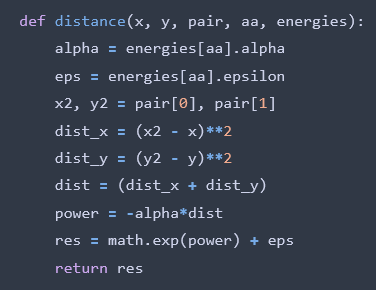 def distance(x, y, pair, aa, energies):
    alpha = energies[aa].alpha
    eps = energies[aa].epsilon
    x2, y2 = pair[0], pair[1]
    dist_x = (x2 - x)**2
    dist_y = (y2 - y)**2
    dist = (dist_x + dist_y)
    power = -alpha*dist
    res = math.exp(power) + eps
    return res